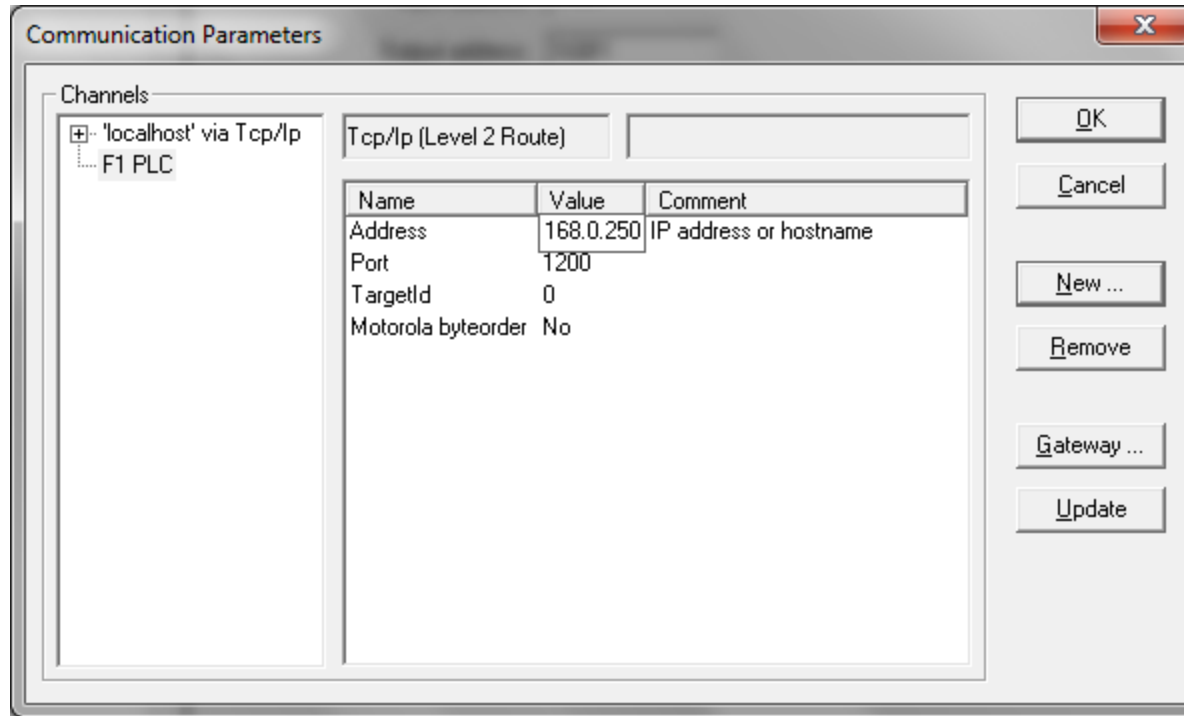 Communication Parameters
Channels
'localhost' via Tcp/Ip
F1 PLC
Tcp/Ip (Level 2 Route)
Name Value Comment
Address 168.0.250 IP address or hostname
Port 1200
TargetId 0
Motorola byteorder No
OK
Cancel
New ...
Remove
Gateway ...
Update